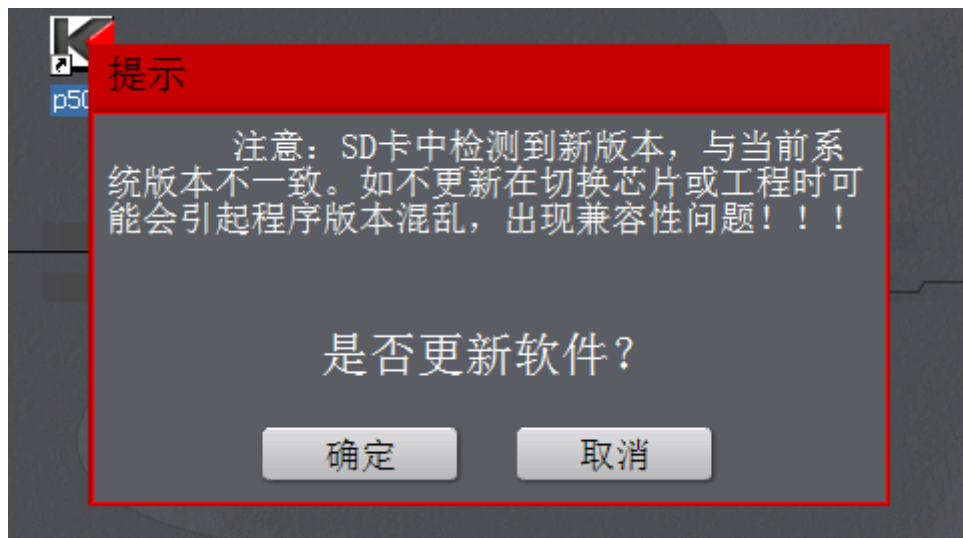 p50
提示
注意：SD卡中检测到新版本，与当前系
统版本不一致。如不更新在切换芯片或工程时可
能会引起程序版本混乱，出现兼容性问题！！！
是否更新软件？
确定
取消